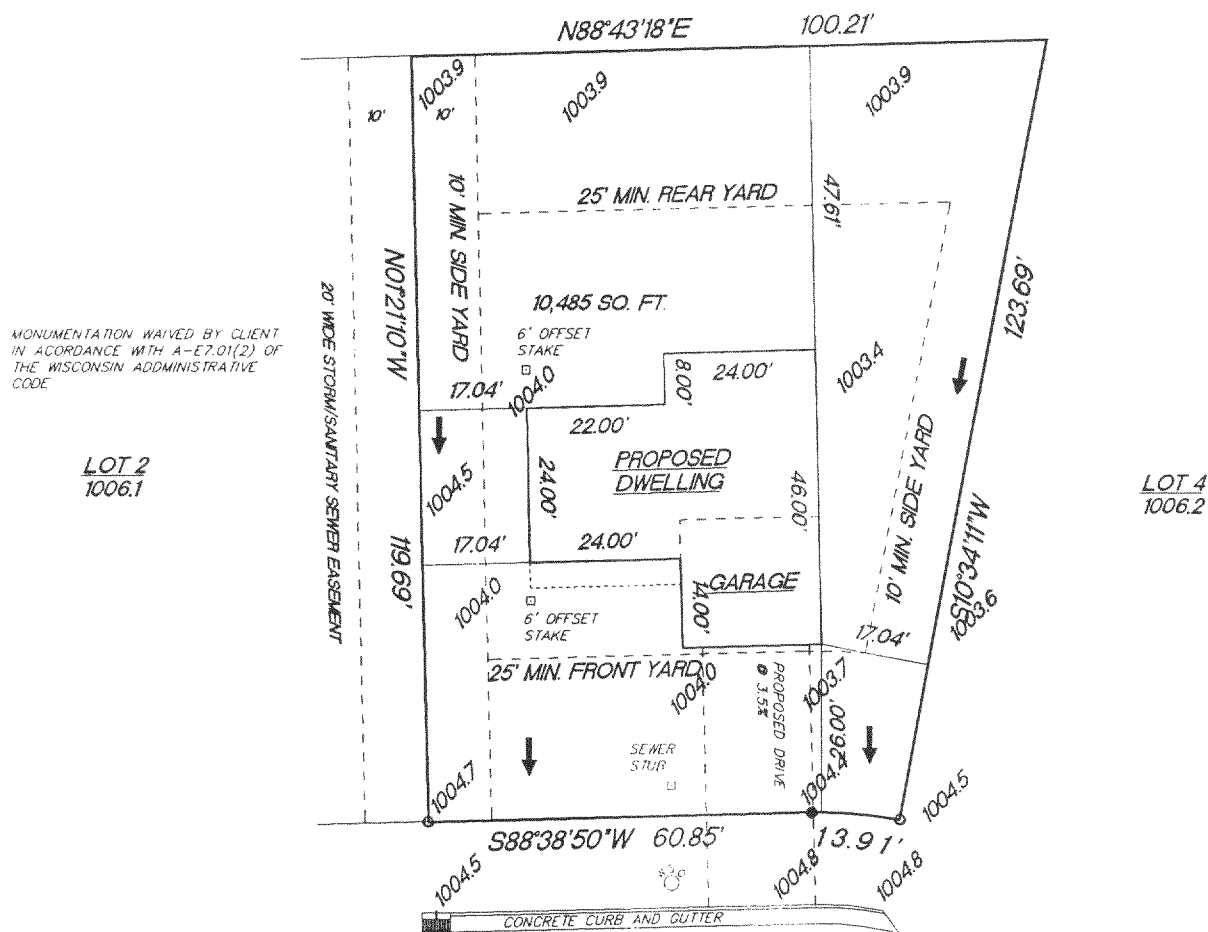 N88°43'18"E 100.21'
1003.9
1003.9
1003.9
10'
10'
10' MIN. SIDE YARD
25' MIN. REAR YARD
47.61'
N01°21'10"W
123.69'
20' WIDE STORM/SANITARY SEWER EASEMENT
10,485 SQ. FT.
6' OFFSET
STAKE
MONUMENTATION WAIVED BY CLIENT
IN ACORDANCE WITH A-E7.01(2) OF
THE WISCONSIN ADDMINISTRATIVE
CODE
17.04'
1004.0
8.00'
24.00'
1003.4
22.00'
LOT 2
1006.1
1004.5
24.00'
PROPOSED
DWELLING
46.00'
10' MIN. SIDE YARD
LOT 4
1006.2
119.69'
17.04'
24.00'
S10°34'11"W
1004.0
GARAGE
14.00'
1003.6
6' OFFSET
STAKE
17.04'
25' MIN. FRONT YARD
1004.0
PROPOSED DRIVE
@ 3.5%
1003.7
26.00'
SEWER
STUB
1004.7
1004.4
1004.5
S88°38'50"W 60.85'
13.91'
1004.5
1004.8
1004.8
CONCRETE CURB AND GUTTER